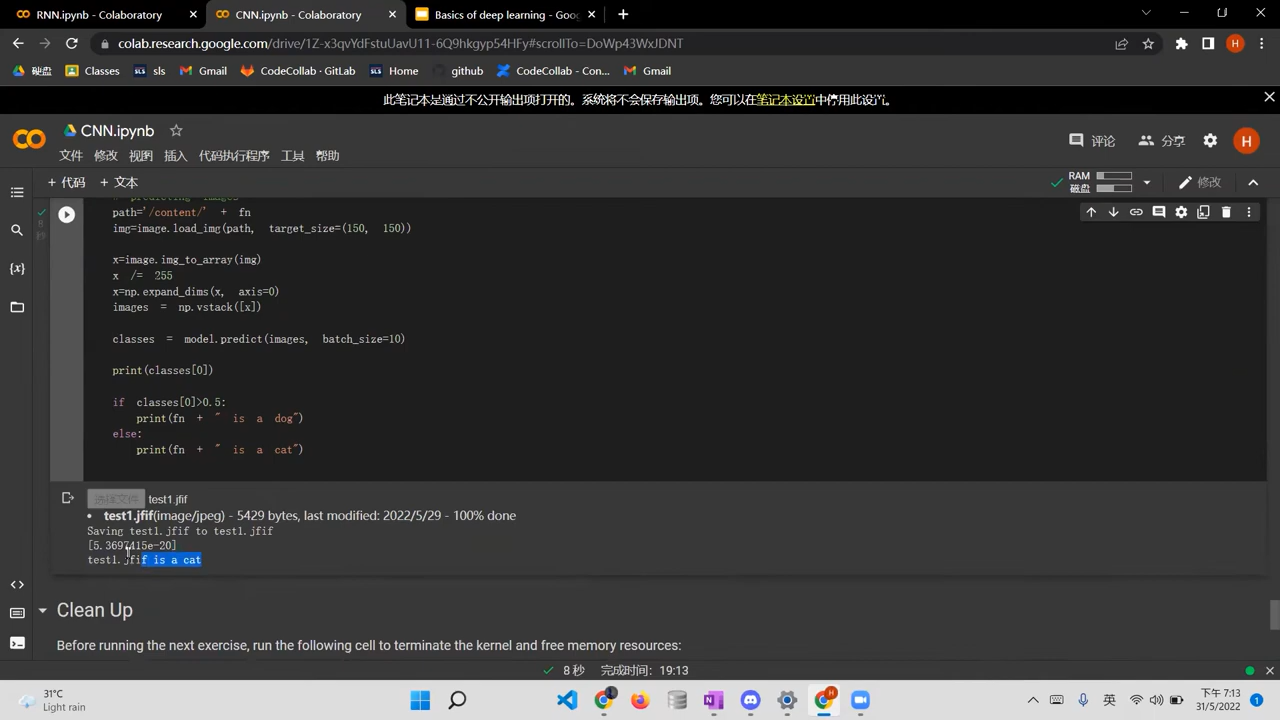 RNN.ipynb - Colaboratory
CNN.ipynb - Colaboratory
Basics of deep learning - Goo
colab.research.google.com/drive/1Z-x3qvYdFstuUavU11-6Q9hkgyp54HFy#scrollTo=DoWp43WxJDNT
H
硬盘
Classes
sls
Gmail
CodeCollab · GitLab
SLS Home
github
CodeCollab - Con...
Gmail
此笔记本是通过不公开输出项打开的。系统将不会保存输出项。您可以在笔记本设置中停用此设置。
CNN.ipynb
评论
分享
H
文件 修改 视图 插入 代码执行程序 工具 帮助
+ 代码 + 文本
RAM
磁盘
修改
8
秒
# predicting images
path='/content/' + fn
img=image.load_img(path, target_size=(150, 150))
x=image.img_to_array(img)
x /= 255
x=np.expand_dims(x, axis=0)
images = np.vstack([x])
classes = model.predict(images, batch_size=10)
print(classes[0])
if classes[0]>0.5:
print(fn + " is a dog")
else:
print(fn + " is a cat")
选择文件 test1.jfif
• test1.jfif(image/jpeg) - 5429 bytes, last modified: 2022/5/29 - 100% done
Saving test1.jfif to test1.jfif
[5.3697415e-20]
test1.jfif is a cat
Clean Up
Before running the next exercise, run the following cell to terminate the kernel and free memory resources:
8 秒 完成时间: 19:13
31°C
Light rain
英
下午 7:13
31/5/2022
1